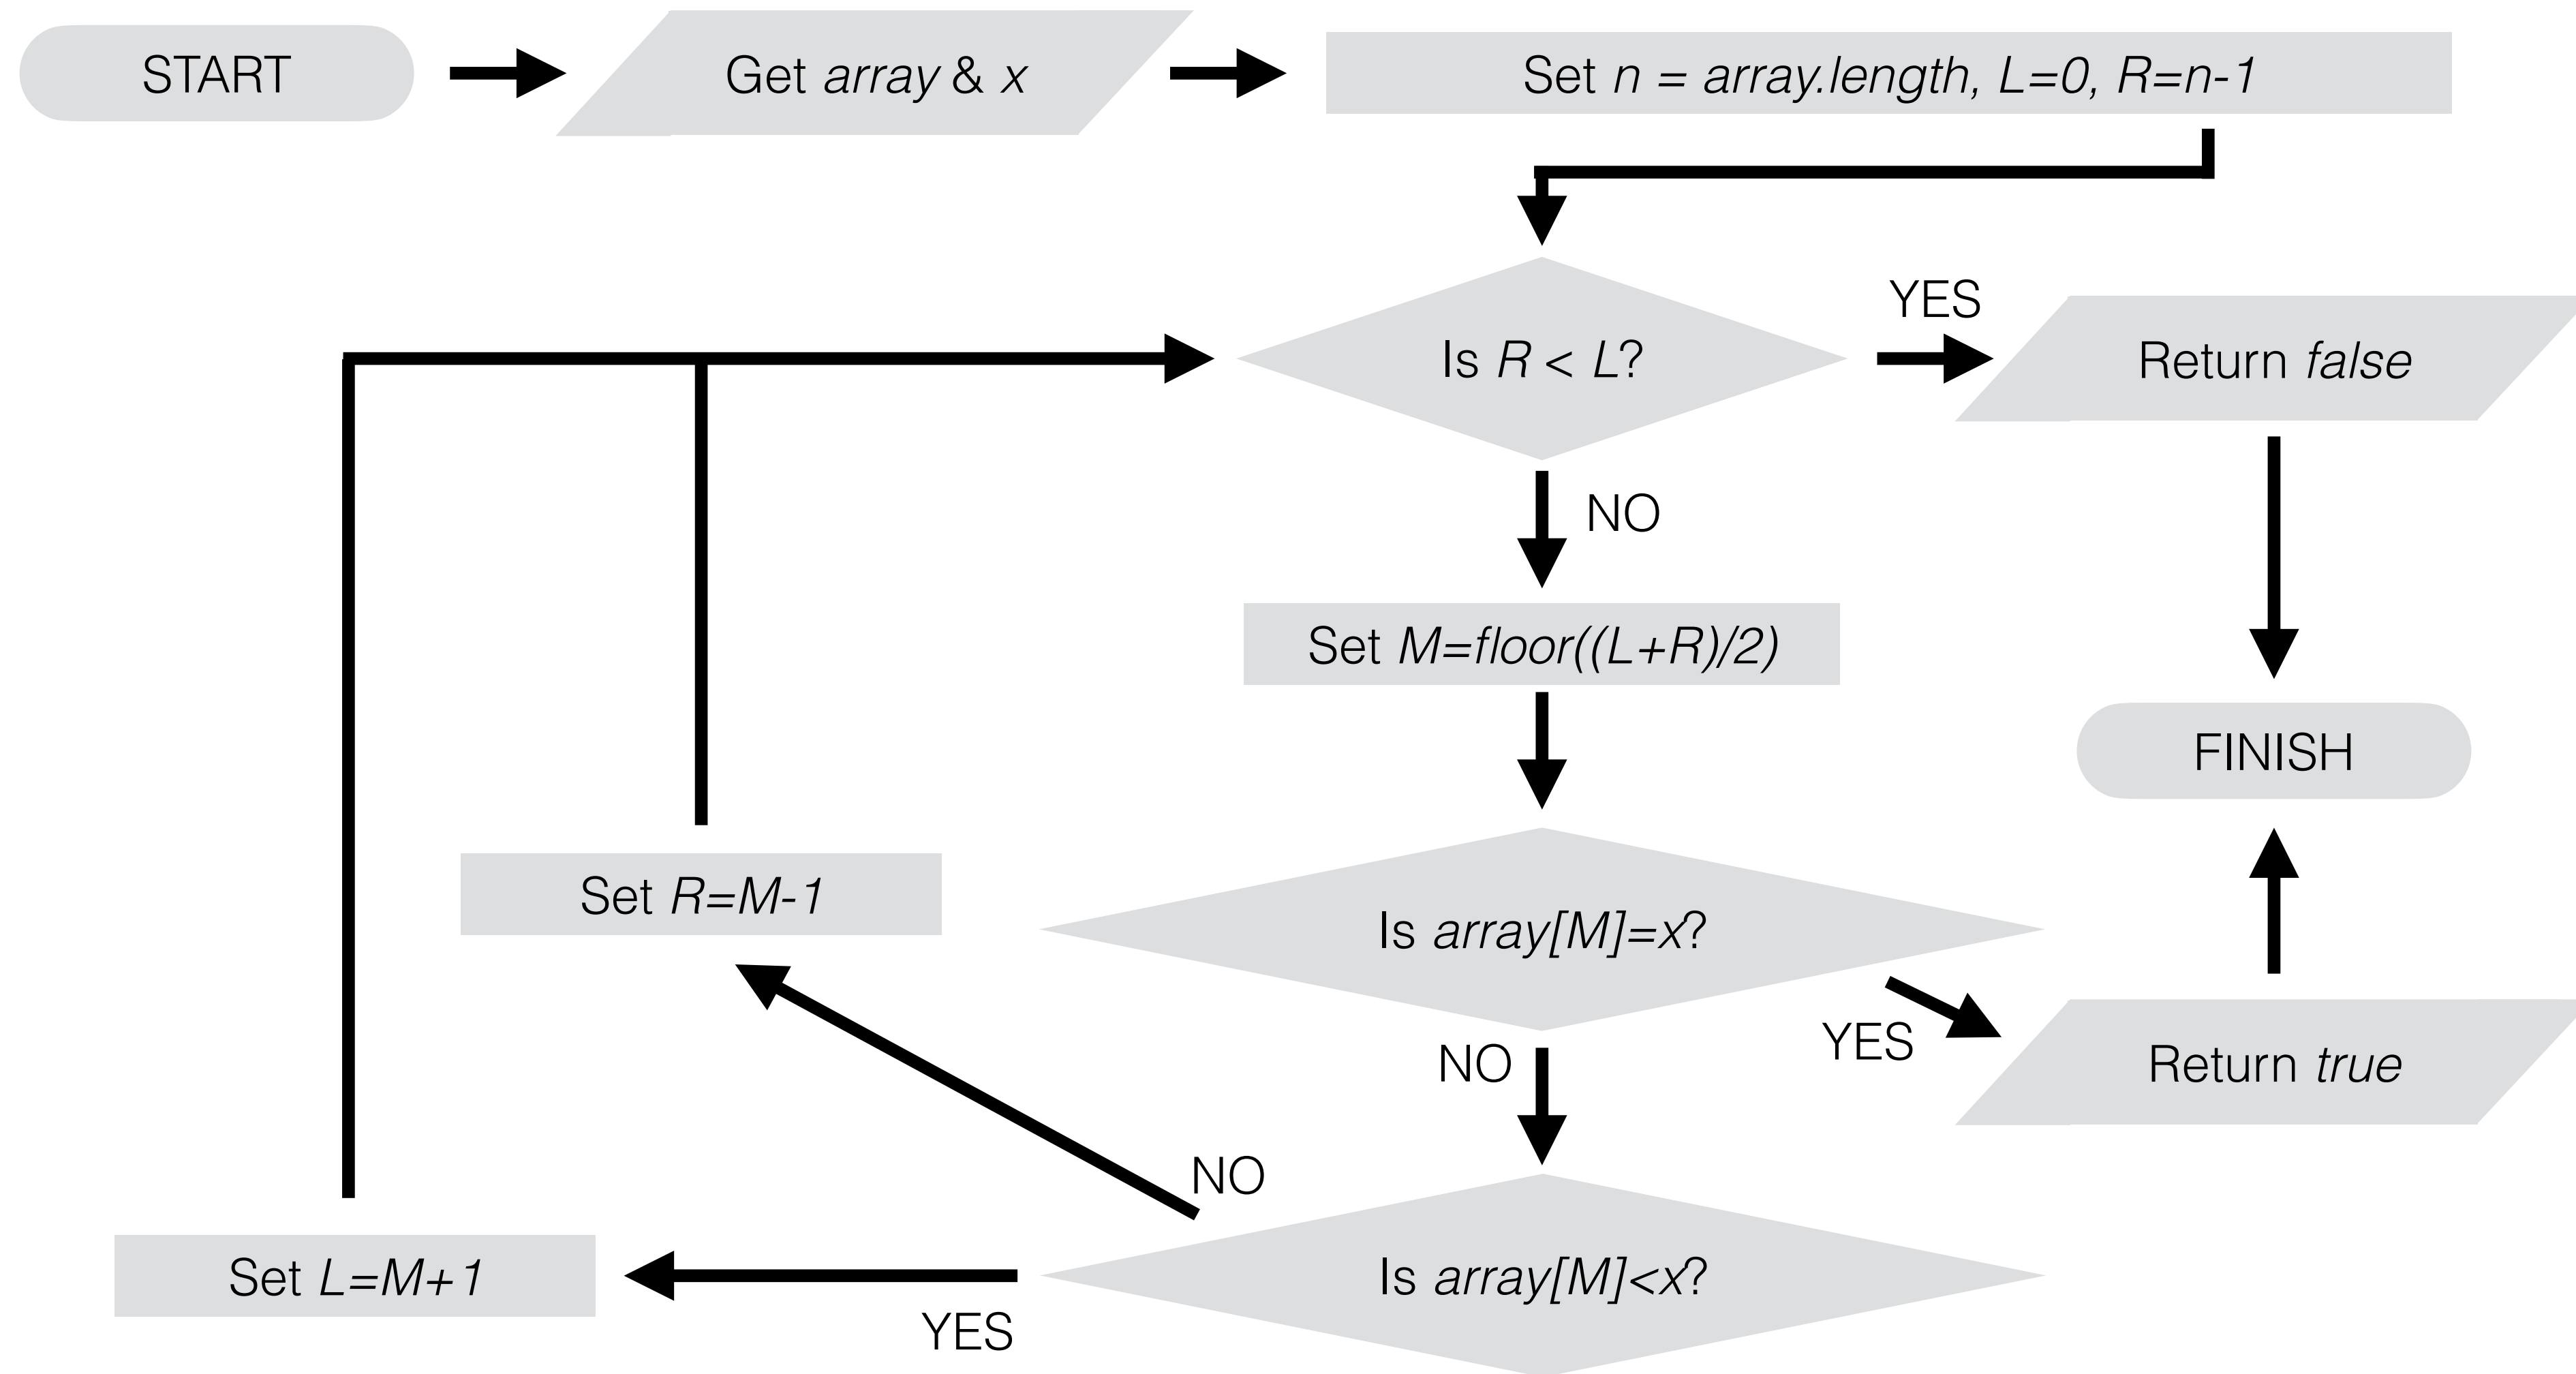 START
Get array & x
Set n = array.length, L=0, R=n-1
Is R < L?
YES
Return false
NO
Set M=floor((L+R)/2)
FINISH
Set R=M-1
Is array[M]=x?
YES
Return true
NO
NO
Is array[M]<x?
YES
Set L=M+1